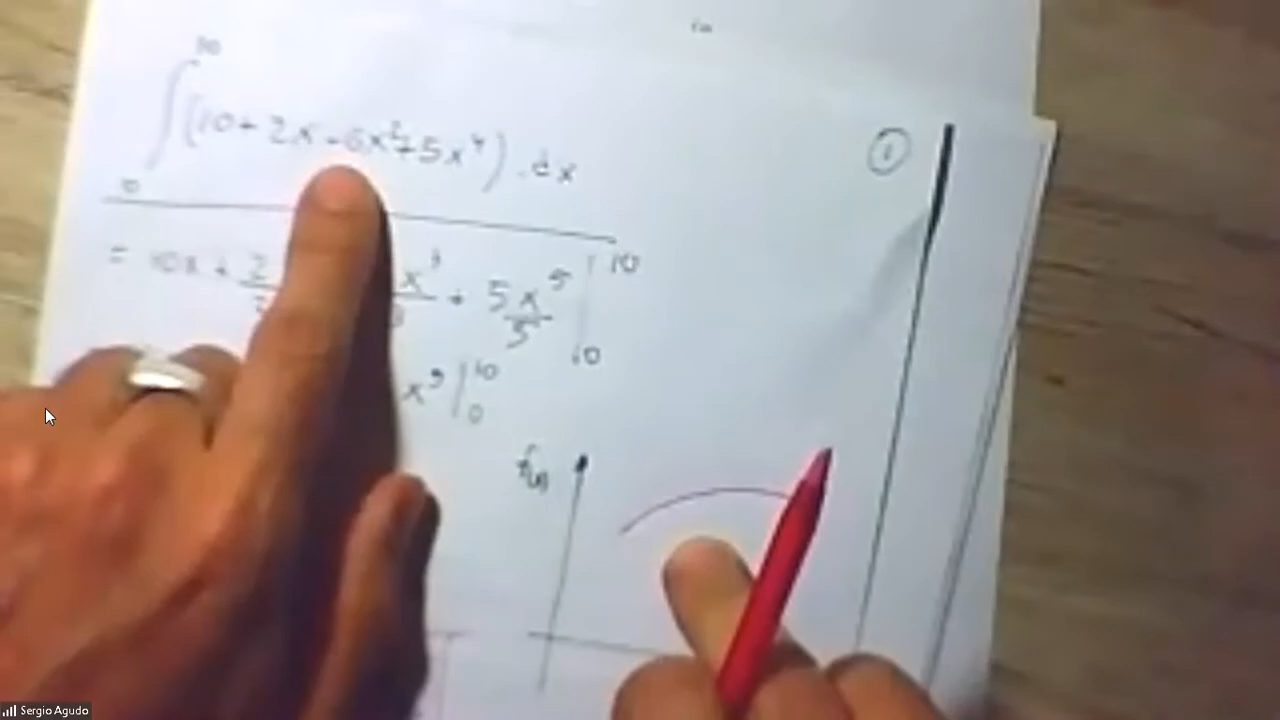 10
∫ (10 + 2x - 6x² + 5x⁴) . dx
0
= 10x + 2 x³ + 5x⁵ | 10
5 0
x⁵ | 10
0
f(x)
1
Sergio Agudo